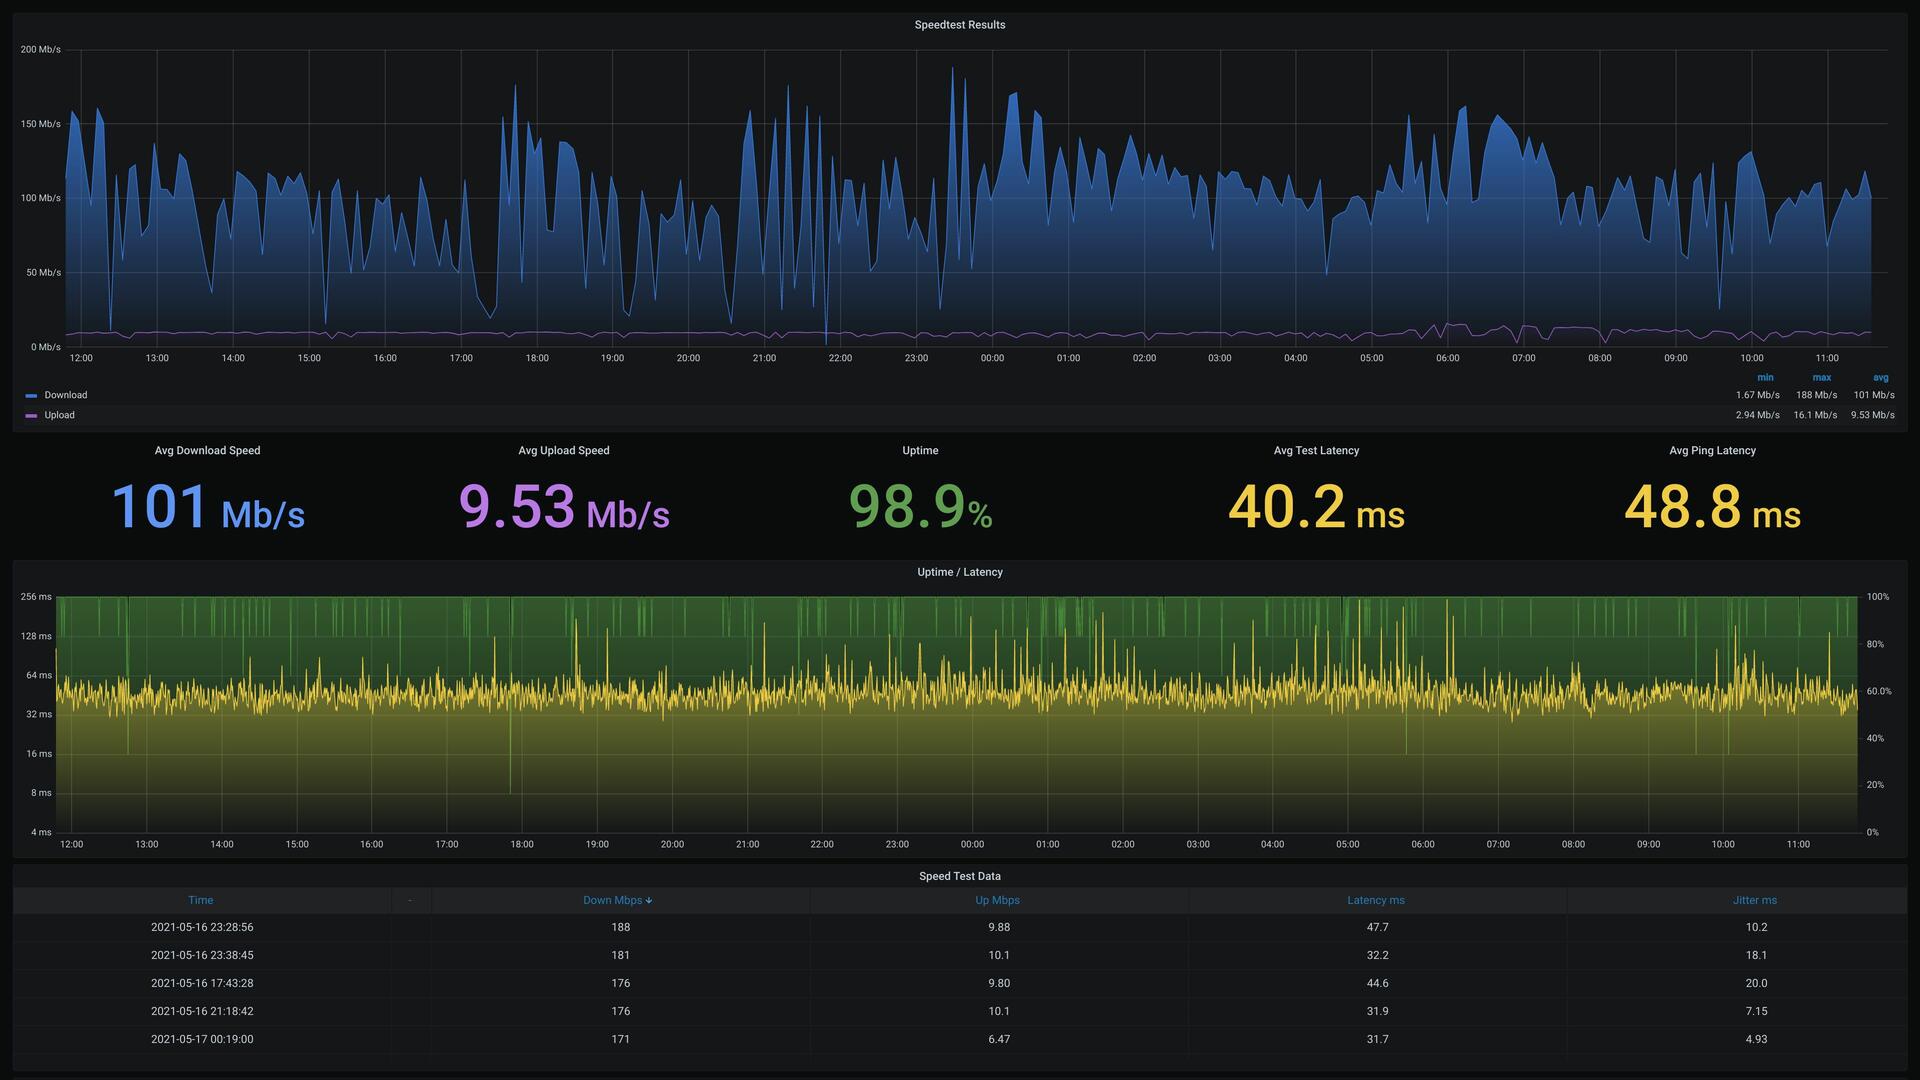 Speedtest Results
200 Mb/s
150 Mb/s
100 Mb/s
50 Mb/s
0 Mb/s
12:00 13:00 14:00 15:00 16:00 17:00 18:00 19:00 20:00 21:00 22:00 23:00 00:00 01:00 02:00 03:00 04:00 05:00 06:00 07:00 08:00 09:00 10:00 11:00
min max avg
Download 1.67 Mb/s 188 Mb/s 101 Mb/s
Upload 2.94 Mb/s 16.1 Mb/s 9.53 Mb/s
Avg Download Speed Avg Upload Speed Uptime Avg Test Latency Avg Ping Latency
101 Mb/s 9.53 Mb/s 98.9% 40.2 ms 48.8 ms
Uptime / Latency
256 ms 100%
128 ms 80%
64 ms 60.0%
32 ms 40%
16 ms 20%
8 ms 0%
4 ms
12:00 13:00 14:00 15:00 16:00 17:00 18:00 19:00 20:00 21:00 22:00 23:00 00:00 01:00 02:00 03:00 04:00 05:00 06:00 07:00 08:00 09:00 10:00 11:00
Speed Test Data
Time - Down Mbps ↓ Up Mbps Latency ms Jitter ms
2021-05-16 23:28:56 188 9.88 47.7 10.2
2021-05-16 23:38:45 181 10.1 32.2 18.1
2021-05-16 17:43:28 176 9.80 44.6 20.0
2021-05-16 21:18:42 176 10.1 31.9 7.15
2021-05-17 00:19:00 171 6.47 31.7 4.93